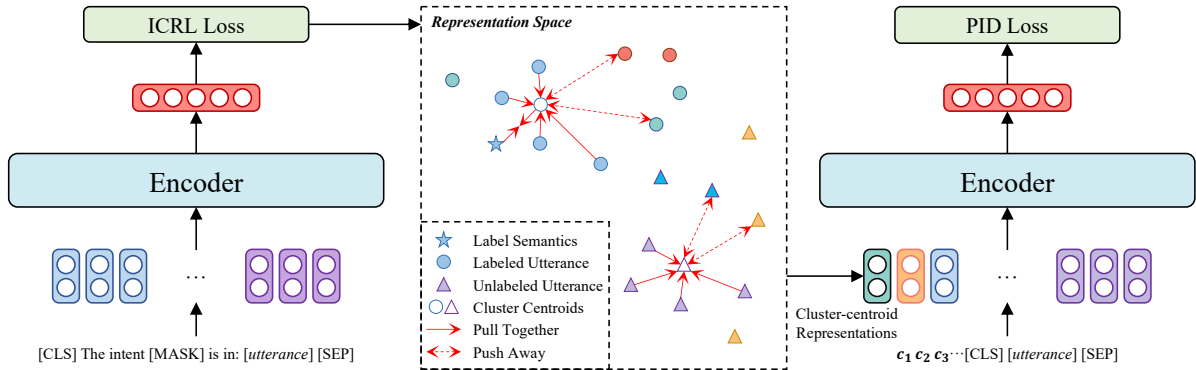 ICRL Loss
Encoder
...
[CLS] The intent [MASK] is in: [utterance] [SEP]
Representation Space
Label Semantics
Labeled Utterance
Unlabeled Utterance
Cluster Centroids
Pull Together
Push Away
PID Loss
Encoder
...
Cluster-centroid
Representations
c₁ c₂ c₃⋯[CLS] [utterance] [SEP]